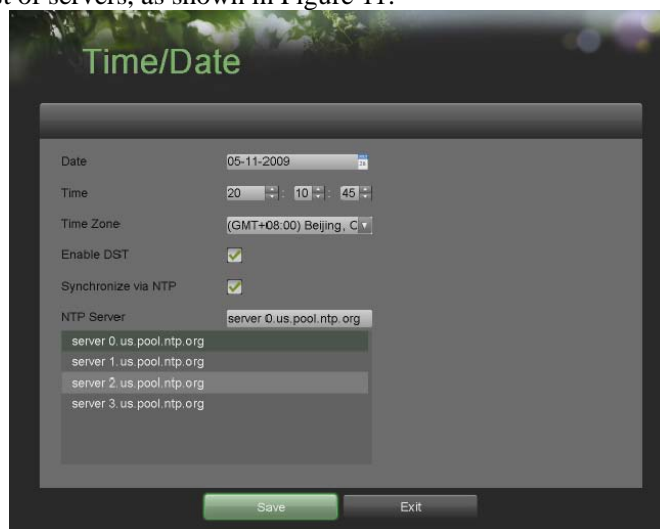 st of servers, as shown in Figure 11:
Time/Date
Date 05-11-2009
Time 20 : 10 : 45
Time Zone (GMT+08:00) Beijing, C
Enable DST
Synchronize via NTP
NTP Server server 0.us.pool.ntp.org
server 0.us.pool.ntp.org
server 1.us.pool.ntp.org
server 2.us.pool.ntp.org
server 3.us.pool.ntp.org
Save Exit